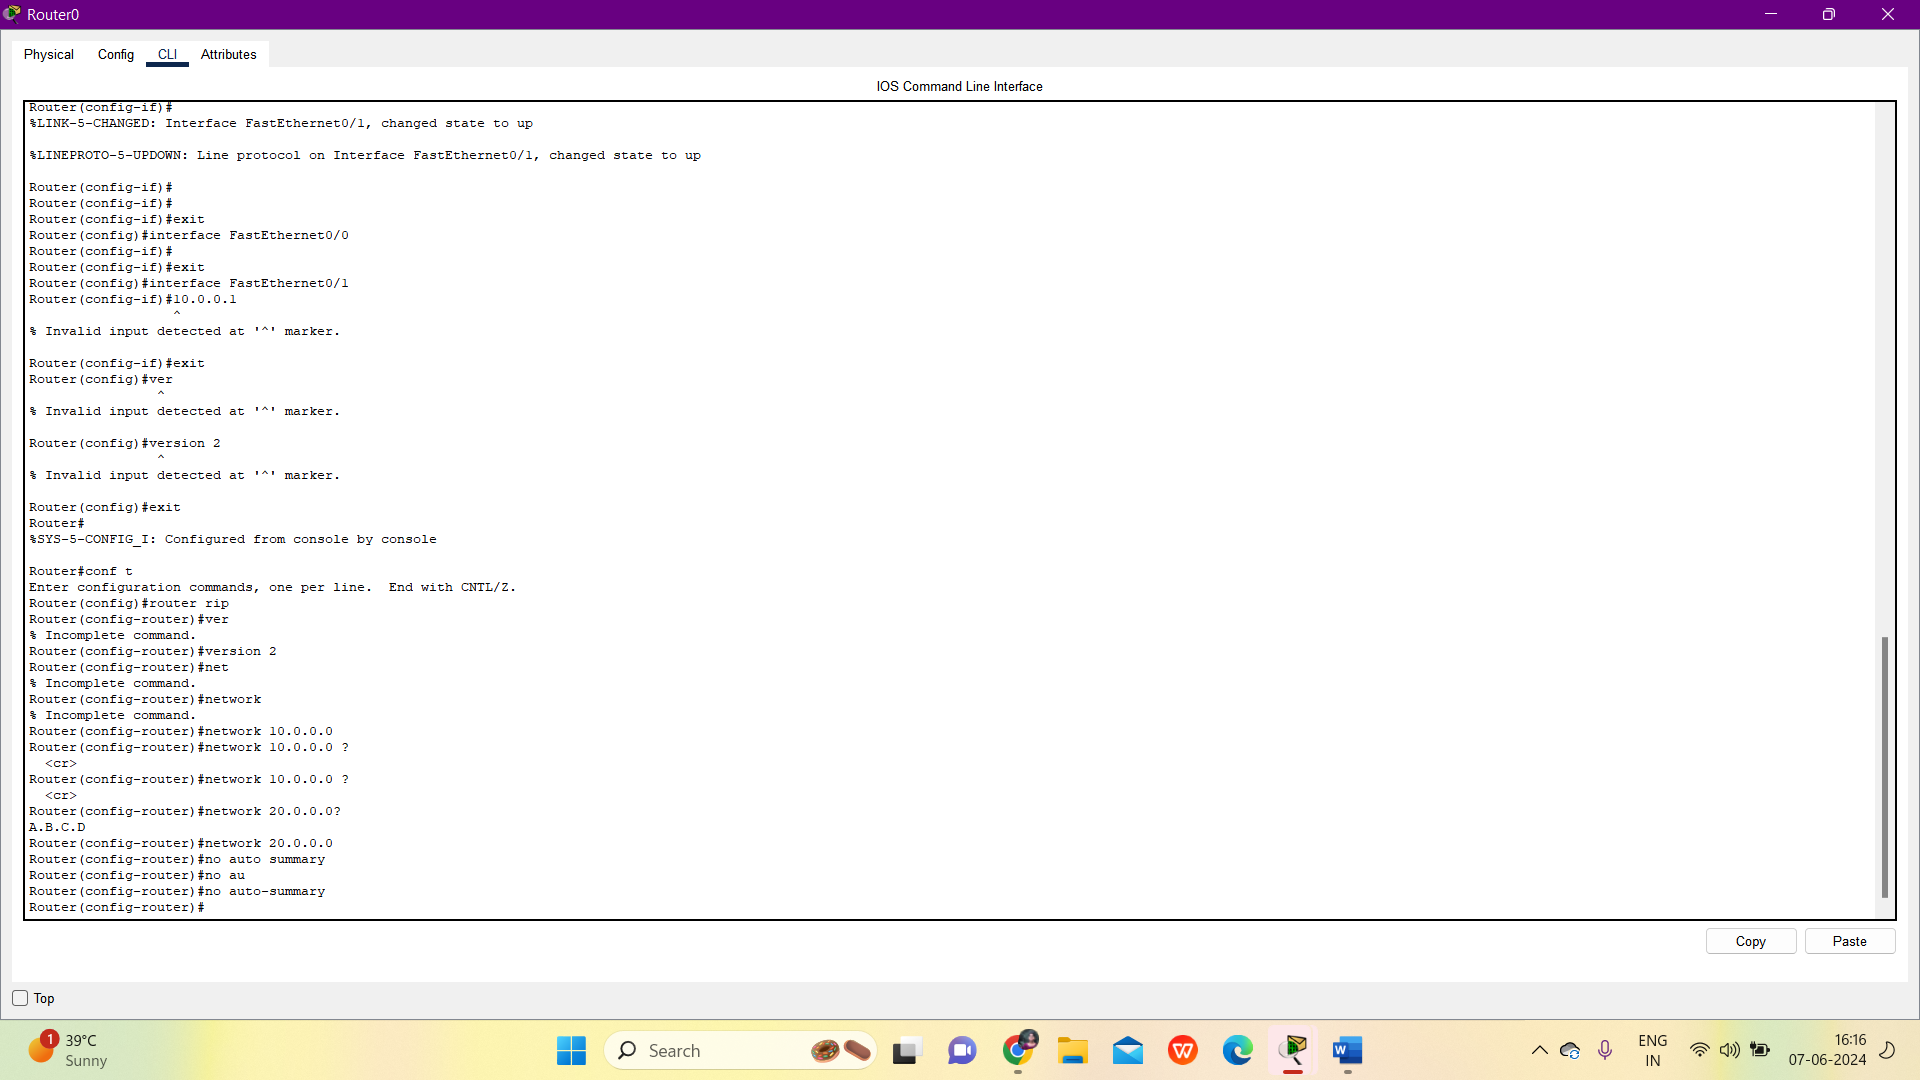 Router0
Physical Config CLI Attributes
IOS Command Line Interface
Router(config-if)#
%LINK-5-CHANGED: Interface FastEthernet0/1, changed state to up
%LINEPROTO-5-UPDOWN: Line protocol on Interface FastEthernet0/1, changed state to up
Router(config-if)#
Router(config-if)#
Router(config-if)#exit
Router(config)#interface FastEthernet0/0
Router(config-if)#
Router(config-if)#exit
Router(config)#interface FastEthernet0/1
Router(config-if)#10.0.0.1
^
% Invalid input detected at '^' marker.
Router(config-if)#exit
Router(config)#ver
^
% Invalid input detected at '^' marker.
Router(config)#version 2
^
% Invalid input detected at '^' marker.
Router(config)#exit
Router#
%SYS-5-CONFIG_I: Configured from console by console
Router#conf t
Enter configuration commands, one per line.  End with CNTL/Z.
Router(config)#router rip
Router(config-router)#ver
% Incomplete command.
Router(config-router)#version 2
Router(config-router)#net
% Incomplete command.
Router(config-router)#network
% Incomplete command.
Router(config-router)#network 10.0.0.0
Router(config-router)#network 10.0.0.0 ?
<cr>
Router(config-router)#network 10.0.0.0 ?
<cr>
Router(config-router)#network 20.0.0.0?
A.B.C.D
Router(config-router)#network 20.0.0.0
Router(config-router)#no auto summary
Router(config-router)#no au
Router(config-router)#no auto-summary
Router(config-router)#
Copy Paste
Top
1
39°C
Sunny
Search
W
W
ENG
IN
16:16
07-06-2024